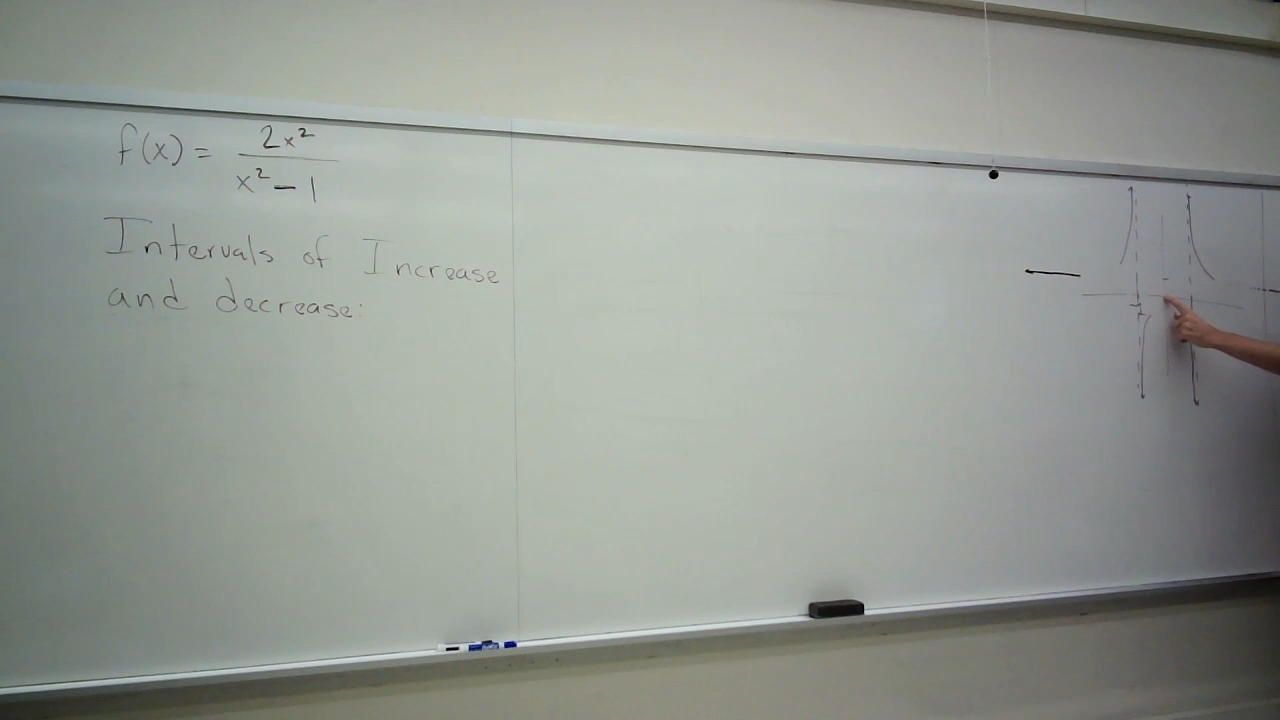 f(x) = 2x² / x² - 1
Intervals of Increase
and decrease: